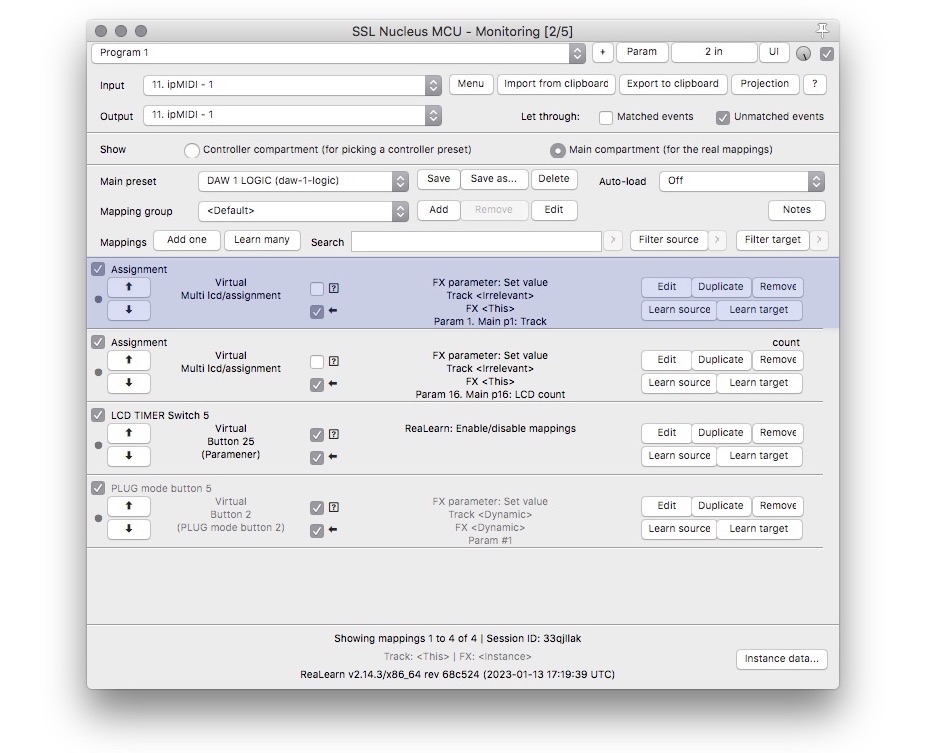 SSL Nucleus MCU - Monitoring [2/5]
Program 1 + Param 2 in UI
Input 11. ipMIDI - 1 Menu Import from clipboard Export to clipboard Projection ?
Output 11. ipMIDI - 1 Let through: Matched events Unmatched events
Show Controller compartment (for picking a controller preset) Main compartment (for the real mappings)
Main preset DAW 1 LOGIC (daw-1-logic) Save Save as... Delete Auto-load Off
Mapping group <Default> Add Remove Edit Notes
Mappings Add one Learn many Search > Filter source > Filter target >
Assignment
Virtual
Multi lcd/assignment
?
FX parameter: Set value
Track <Irrelevant>
FX <This>
Param 1. Main p1: Track
Edit Duplicate Remove
Learn source Learn target
Assignment count
Virtual
Multi lcd/assignment
?
FX parameter: Set value
Track <Irrelevant>
FX <This>
Param 16. Main p16: LCD count
Edit Duplicate Remove
Learn source Learn target
LCD TIMER Switch 5
Virtual
Button 25
(Paramener)
?
ReaLearn: Enable/disable mappings
Edit Duplicate Remove
Learn source Learn target
PLUG mode button 5
Virtual
Button 2
(PLUG mode button 2)
?
FX parameter: Set value
Track <Dynamic>
FX <Dynamic>
Param #1
Edit Duplicate Remove
Learn source Learn target
Showing mappings 1 to 4 of 4 | Session ID: 33qjIlak
Track: <This> | FX: <Instance>
Instance data...
ReaLearn v2.14.3/x86_64 rev 68c524 (2023-01-13 17:19:39 UTC)